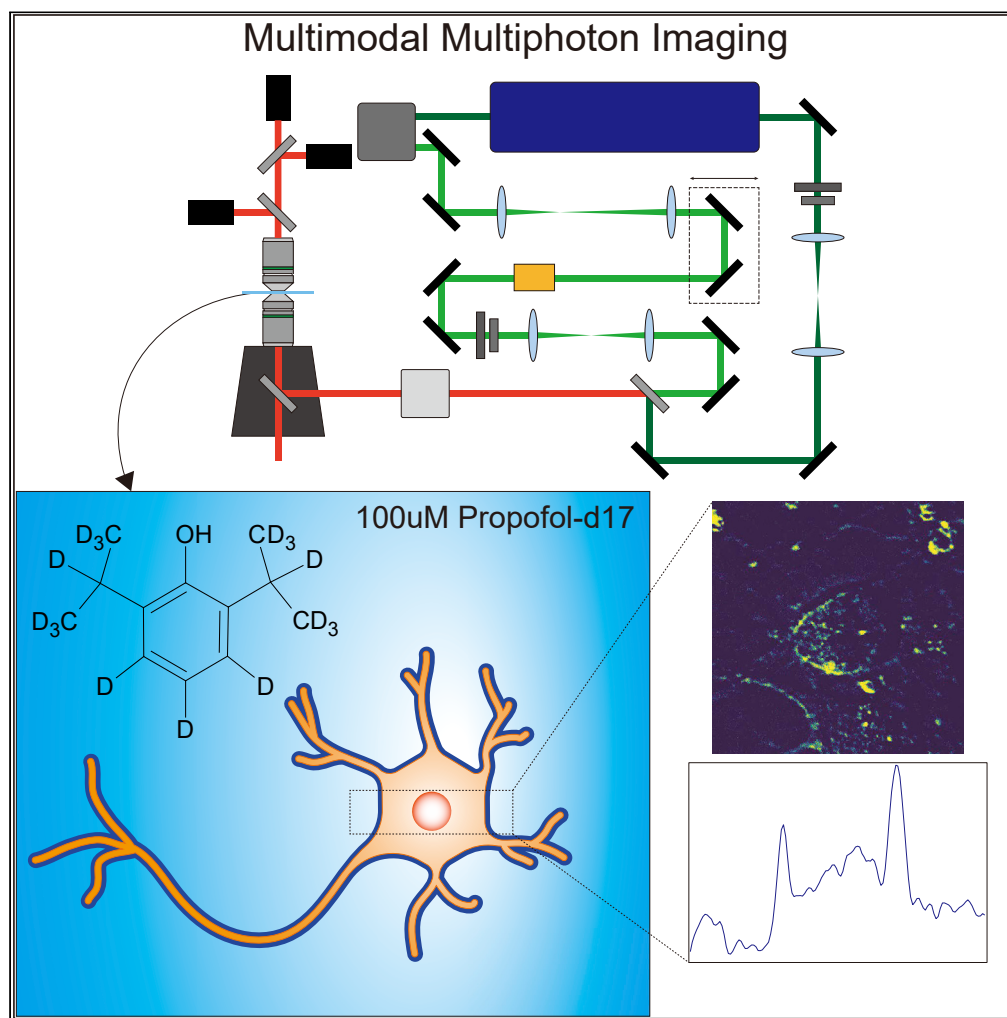 Multimodal Multiphoton Imaging
100uM Propofol-d17
OH
D₃C
CD₃
D
D
D₃C
CD₃
D
D
D